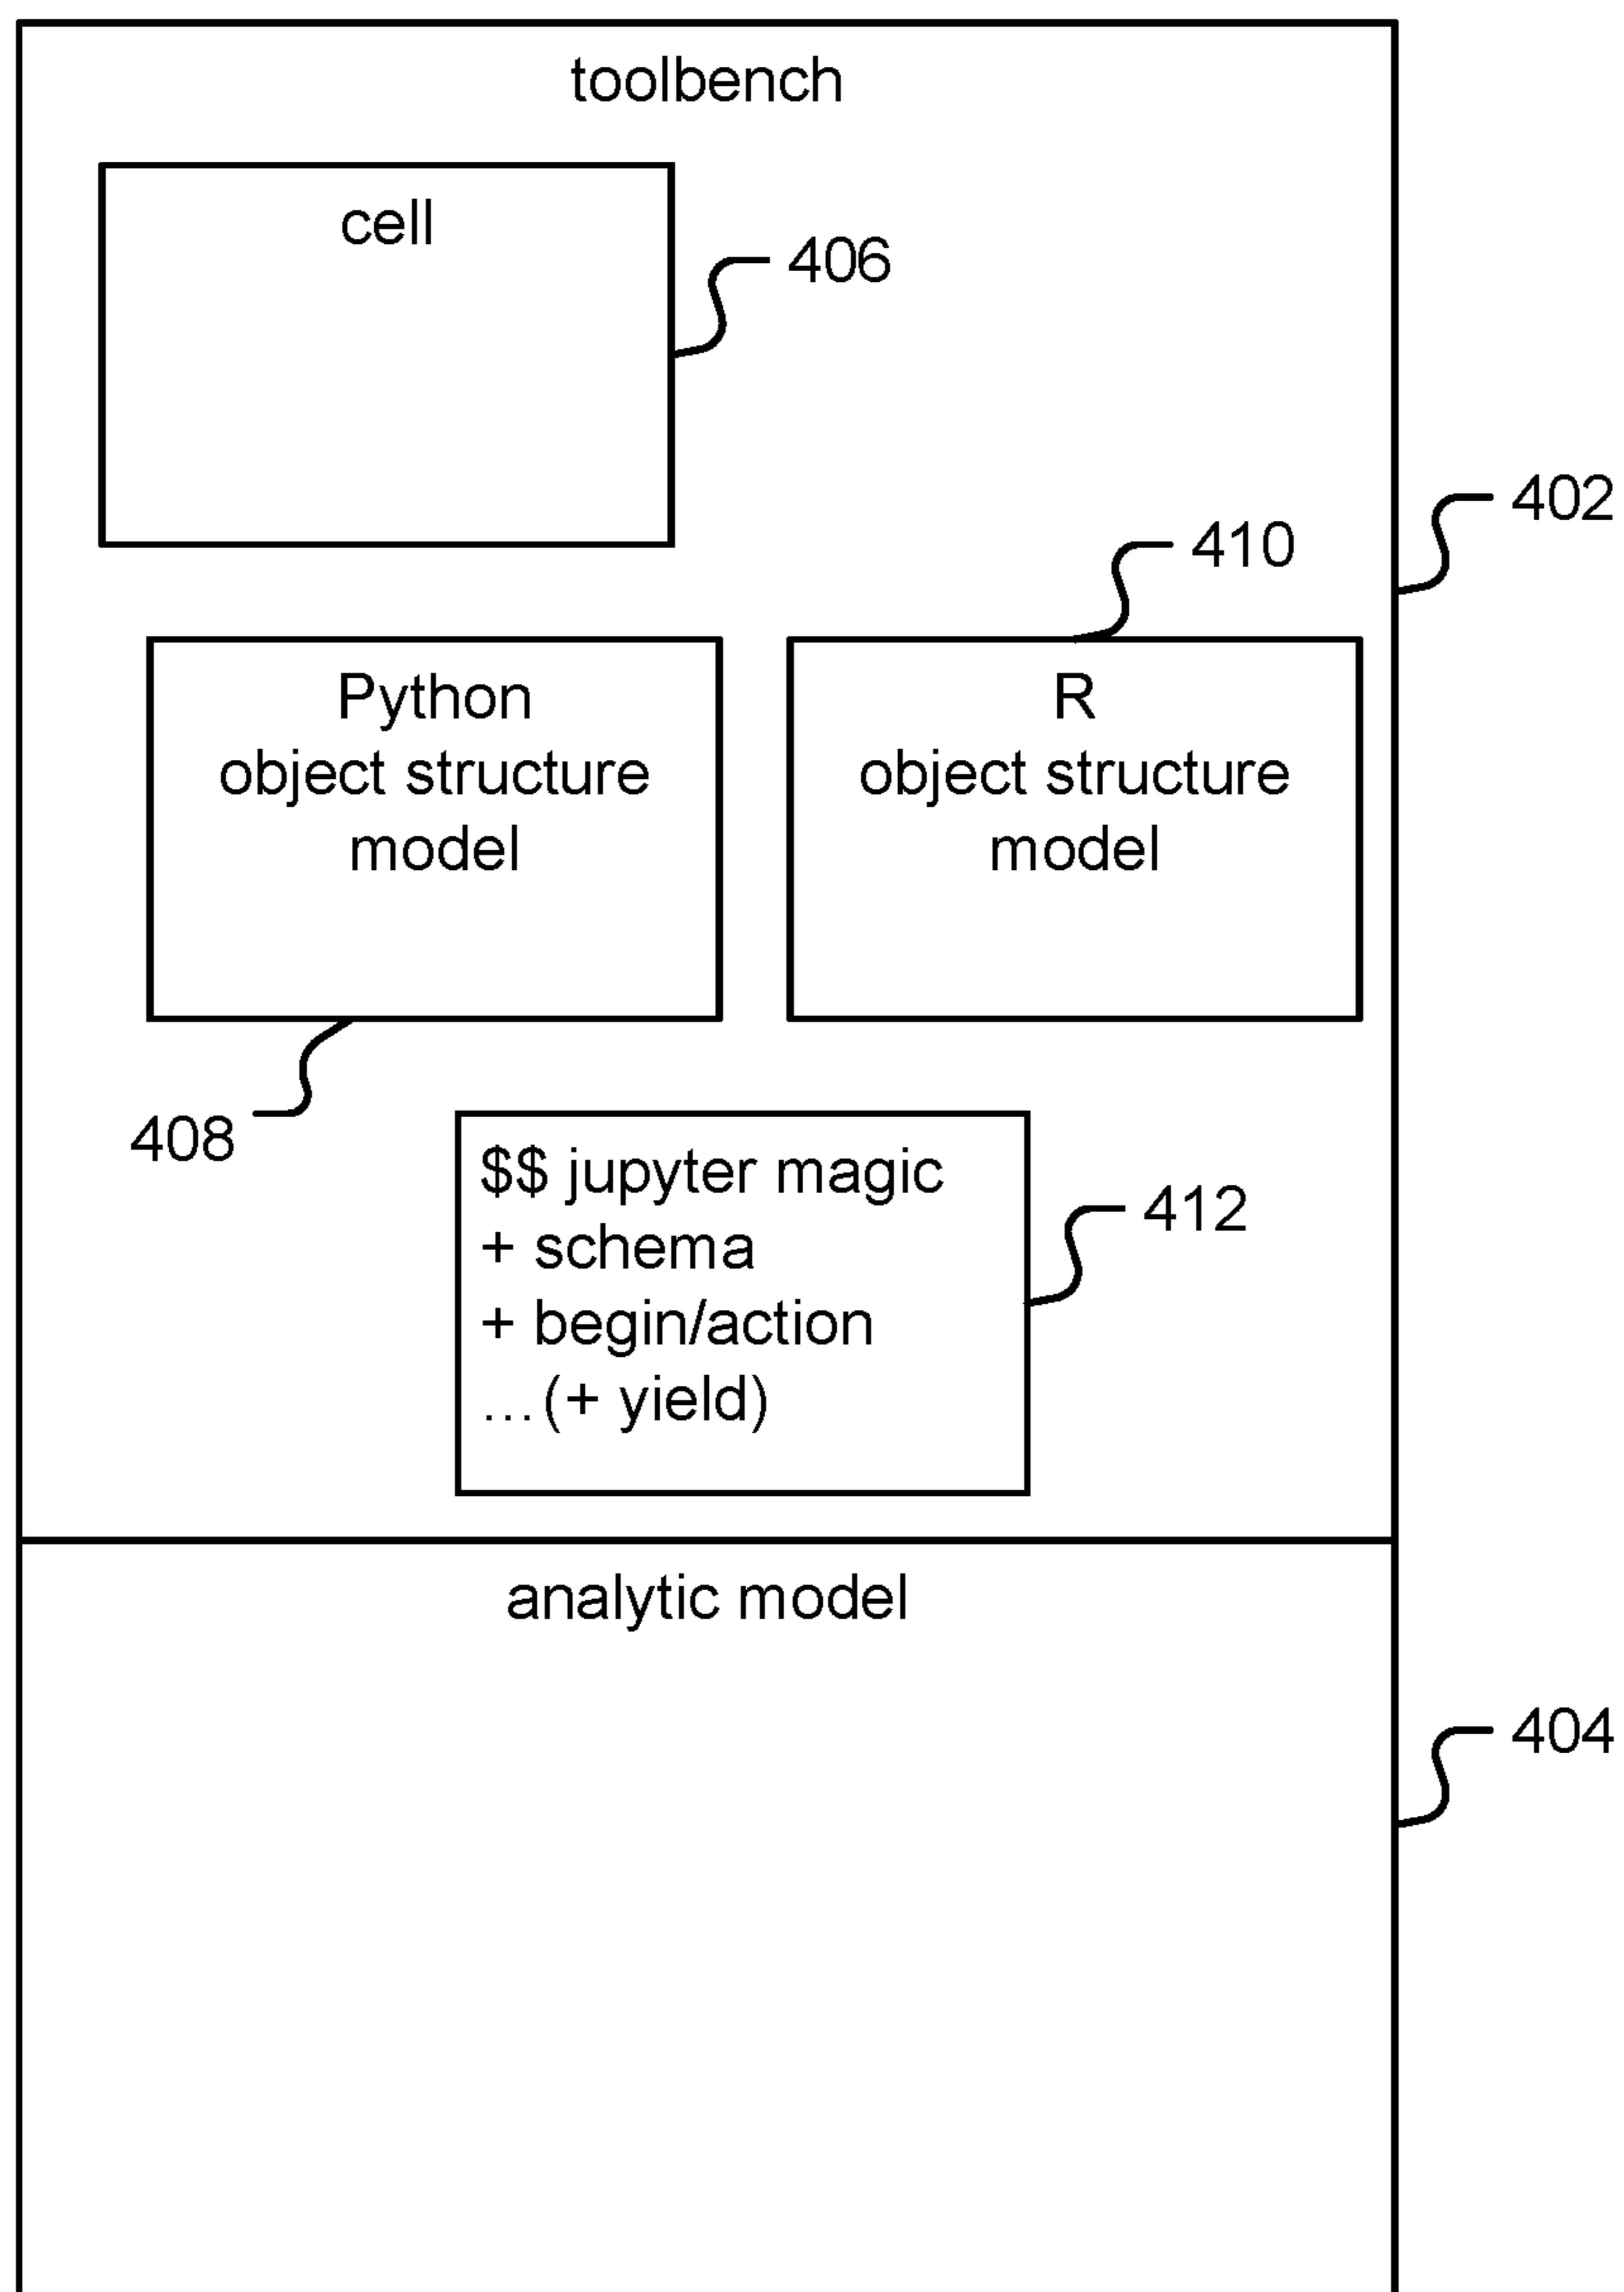 toolbench
cell
406
402
410
Python
object structure
model
R
object structure
model
408
$$ jupyter magic
+ schema
+ begin/action
...(+ yield)
412
analytic model
404